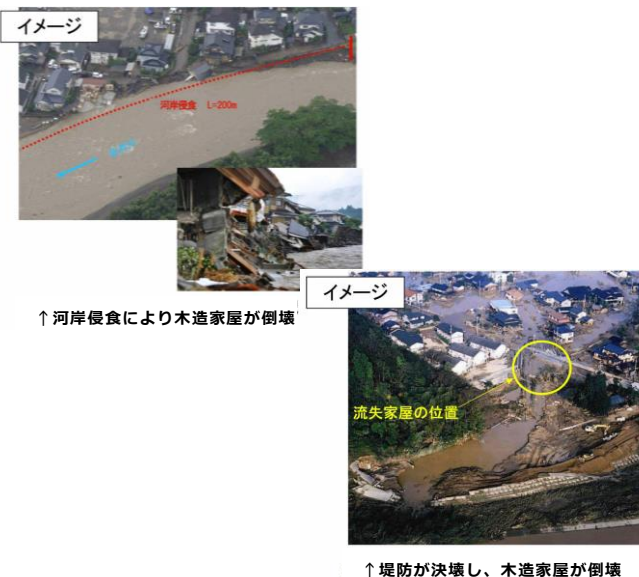 イメージ
河岸侵食 L=200m
↑河岸侵食により木造家屋が倒壊
イメージ
流失家屋の位置
↑堤防が決壊し、木造家屋が倒壊